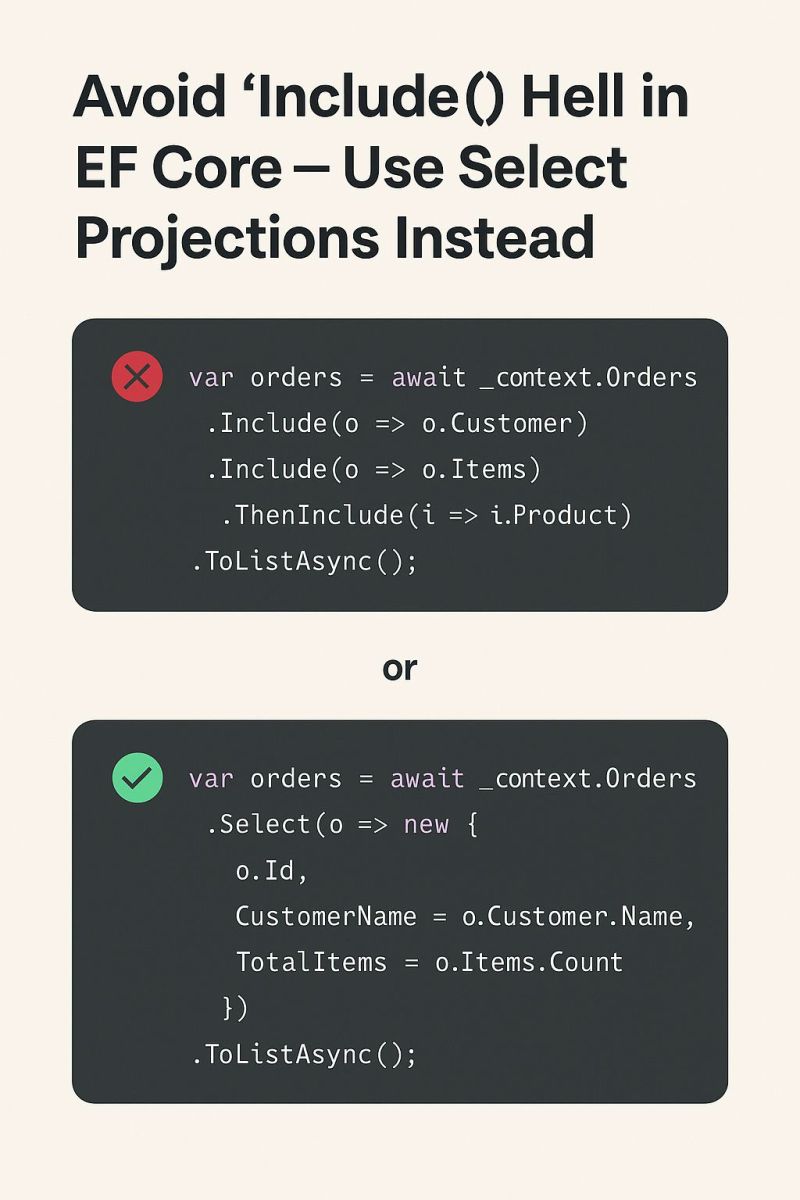 Avoid ‘Include() Hell in
EF Core – Use Select
Projections Instead
var orders = await _context.Orders
.Include(o => o.Customer)
.Include(o => o.Items)
.ThenInclude(i => i.Product)
.ToListAsync();
or
var orders = await _context.Orders
.Select(o => new {
o.Id,
CustomerName = o.Customer.Name,
TotalItems = o.Items.Count
})
.ToListAsync();